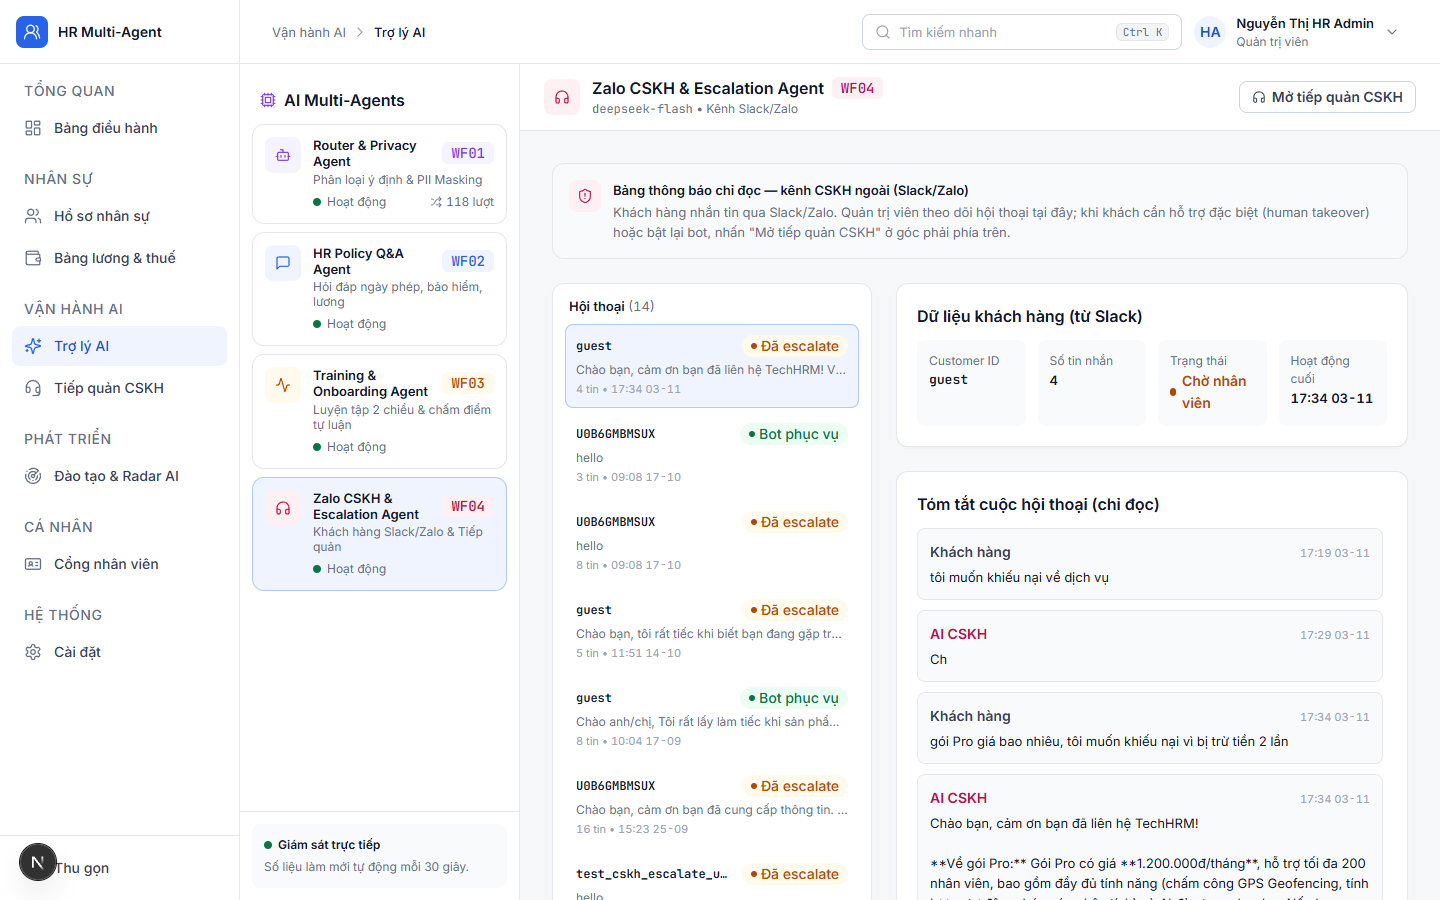 HR Multi-Agent
TỔNG QUAN
Bảng điều hành
NHÂN SỰ
Hồ sơ nhân sự
Bảng lương & thuế
VẬN HÀNH AI
Trợ lý AI
Tiếp quản CSKH
PHÁT TRIỂN
Đào tạo & Radar AI
CÁ NHÂN
Cổng nhân viên
HỆ THỐNG
Cài đặt
N
Thu gọn
Vận hành AI > Trợ lý AI
Tìm kiếm nhanh
Ctrl K
HA
Nguyễn Thị HR Admin
Quản trị viên
AI Multi-Agents
Router & Privacy Agent
WF01
Phân loại ý định & PII Masking
Hoạt động
118 lượt
HR Policy Q&A Agent
WF02
Hỏi đáp ngày phép, bảo hiểm, lương
Hoạt động
Training & Onboarding Agent
WF03
Luyện tập 2 chiều & chấm điểm tự luận
Hoạt động
Zalo CSKH & Escalation Agent
WF04
Khách hàng Slack/Zalo & Tiếp quản
Hoạt động
Giám sát trực tiếp
Số liệu làm mới tự động mỗi 30 giây.
Zalo CSKH & Escalation Agent WF04
deepseek-flash • Kênh Slack/Zalo
Mở tiếp quản CSKH
Bảng thông báo chỉ đọc — kênh CSKH ngoài (Slack/Zalo)
Khách hàng nhắn tin qua Slack/Zalo. Quản trị viên theo dõi hội thoại tại đây; khi khách cần hỗ trợ đặc biệt (human takeover)
hoặc bật lại bot, nhấn "Mở tiếp quản CSKH" ở góc phải phía trên.
Hội thoại (14)
guest
Đã escalate
Chào bạn, cảm ơn bạn đã liên hệ TechHRM! V...
4 tin • 17:34 03-11
U0B6GMBMSUX
Bot phục vụ
hello
3 tin • 09:08 17-10
U0B6GMBMSUX
Đã escalate
hello
8 tin • 09:08 17-10
guest
Đã escalate
Chào bạn, tôi rất tiếc khi biết bạn đang gặp tr...
5 tin • 11:51 14-10
guest
Bot phục vụ
Chào anh/chị, Tôi rất lấy làm tiếc khi sản phẩ...
8 tin • 10:04 17-09
U0B6GMBMSUX
Đã escalate
Chào bạn, cảm ơn bạn đã cung cấp thông tin. ...
16 tin • 15:23 25-09
test_cskh_escalate_u…
Đã escalate
hello
Dữ liệu khách hàng (từ Slack)
Customer ID
guest
Số tin nhắn
4
Trạng thái
Chờ nhân viên
Hoạt động cuối
17:34 03-11
Tóm tắt cuộc hội thoại (chỉ đọc)
Khách hàng
17:19 03-11
tôi muốn khiếu nại về dịch vụ
AI CSKH
17:29 03-11
Ch
Khách hàng
17:34 03-11
gói Pro giá bao nhiêu, tôi muốn khiếu nại vì bị trừ tiền 2 lần
AI CSKH
17:34 03-11
Chào bạn, cảm ơn bạn đã liên hệ TechHRM!
**Về gói Pro:** Gói Pro có giá **1.200.000đ/tháng**, hỗ trợ tối đa 200
nhân viên, bao gồm đầy đủ tính năng (chấm công GPS Geofencing, tính